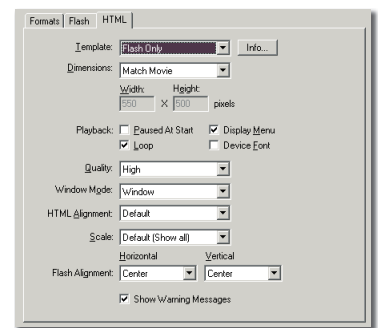 Formats Flash HTML
Template: Flash Only Info...
Dimensions: Match Movie
Width: Height:
550 X 500 pixels
Playback: Paused At Start Display Menu
Loop Device Font
Quality: High
Window Mode: Window
HTML Alignment: Default
Scale: Default (Show all)
Horizontal Vertical
Flash Alignment: Center Center
Show Warning Messages